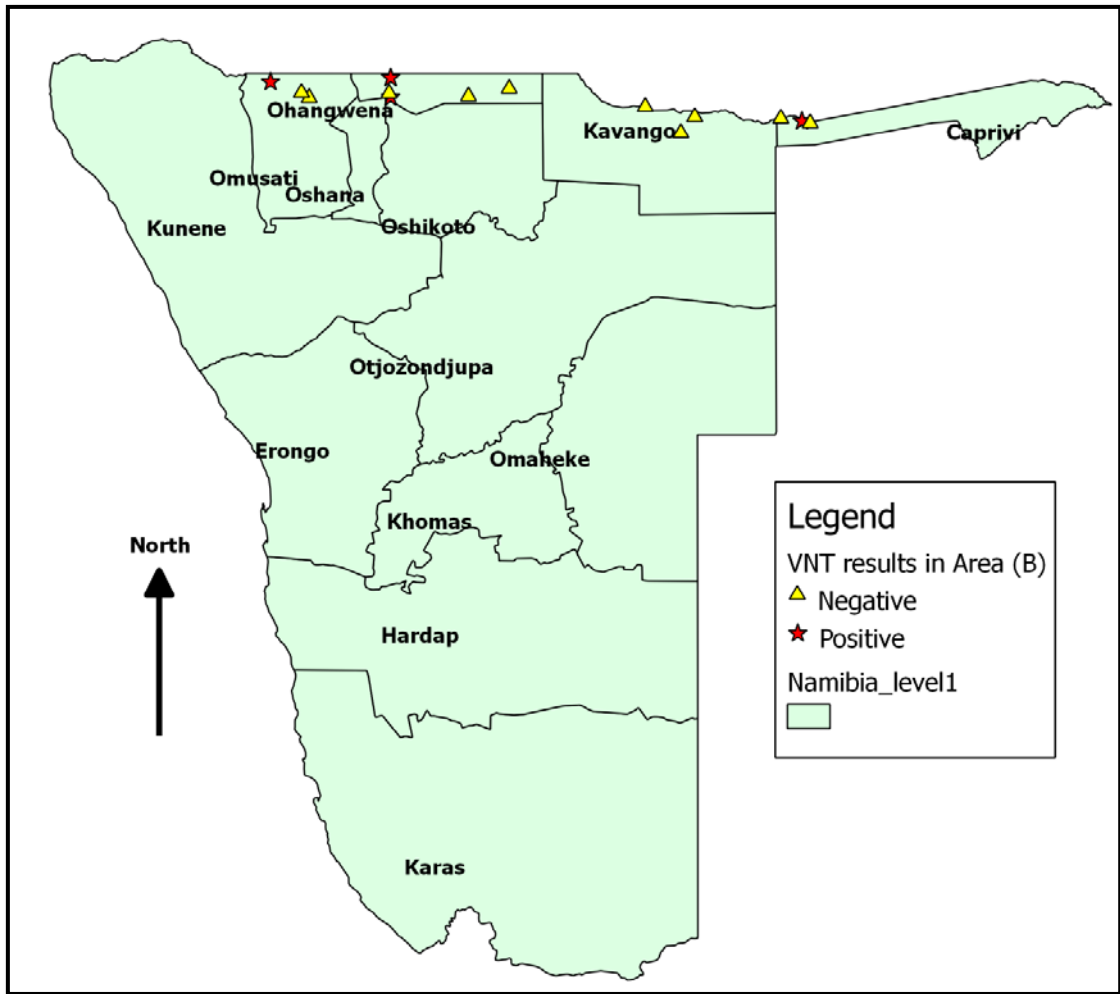 Ohangwena
Kavango
Caprivi
Omusati
Oshana
Kunene
Oshikoto
Otjozondjupa
Erongo
Omaheke
Khomas
North
Hardap
Karas
Legend
VNT results in Area (B)
Negative
Positive
Namibia_level1